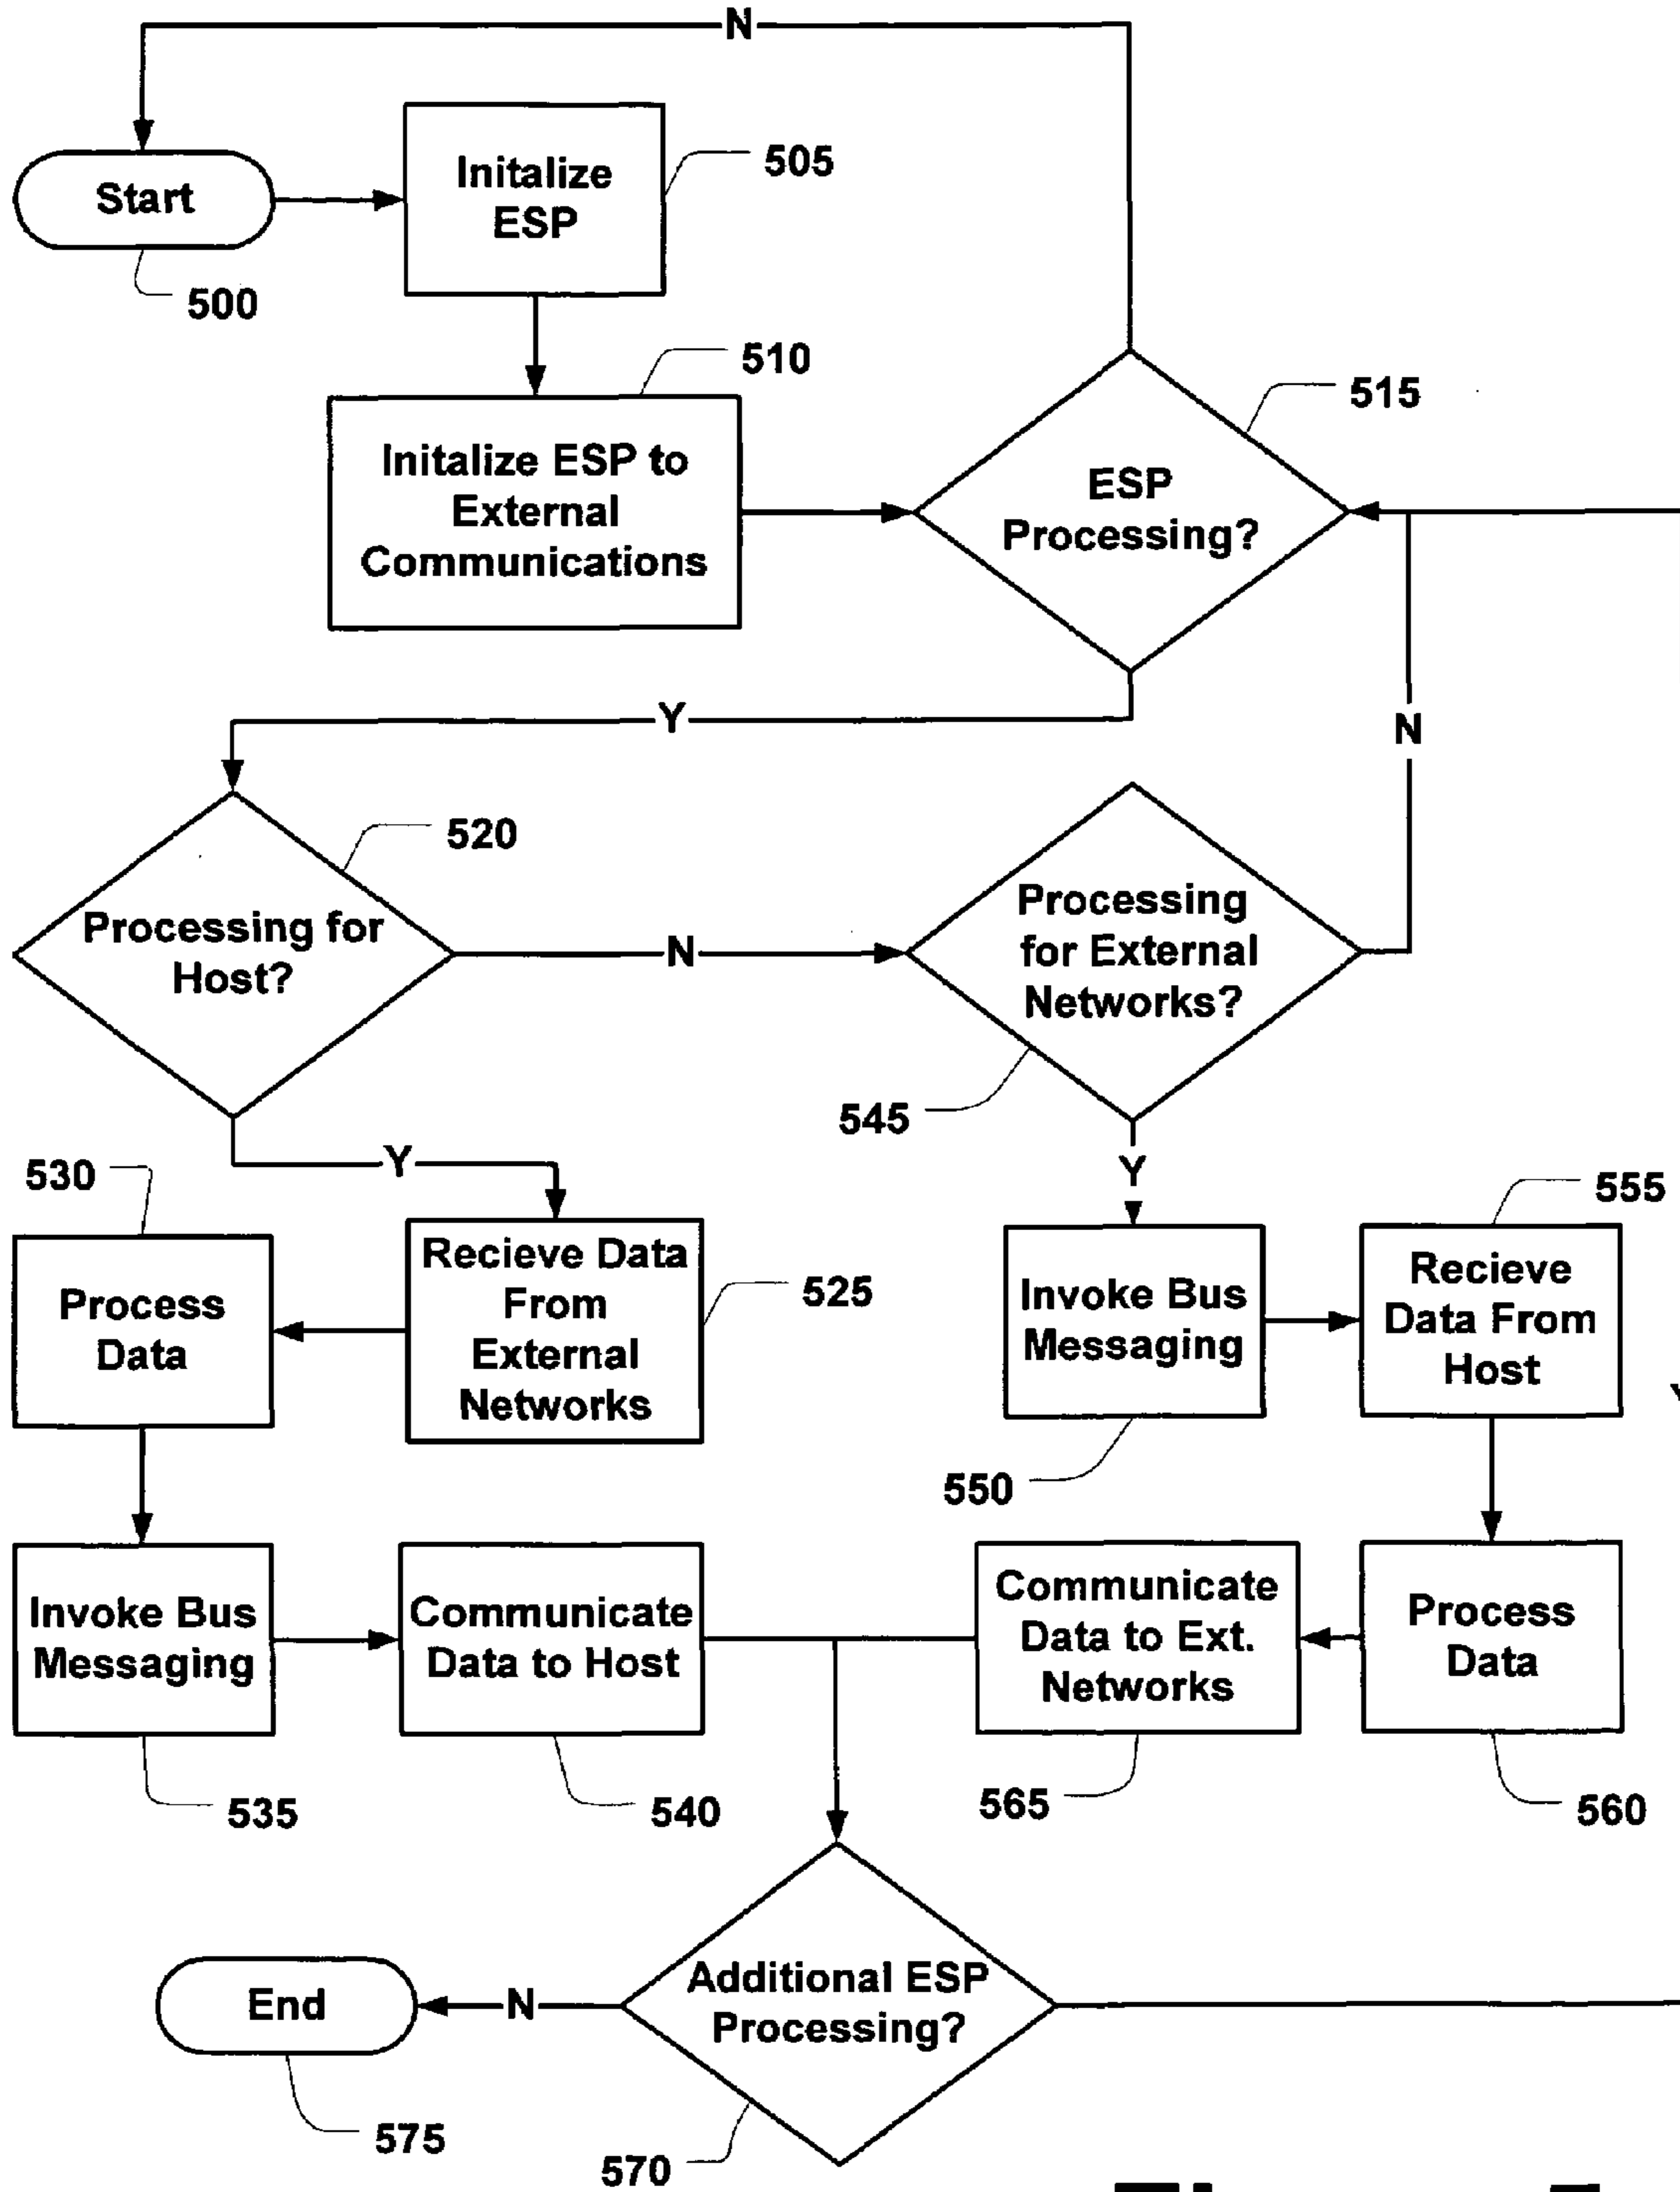 N
Start
500
Initalize
ESP
505
510
Initalize ESP to
External
Communications
515
ESP
Processing?
Y
N
520
Processing for
Host?
N
Processing
for External
Networks?
545
Y
Y
530
Process
Data
Recieve Data
From
External
Networks
525
Invoke Bus
Messaging
550
555
Recieve
Data From
Host
Invoke Bus
Messaging
535
Communicate
Data to Host
540
Communicate
Data to Ext.
Networks
565
Process
Data
560
End
575
N
Additional ESP
Processing?
570